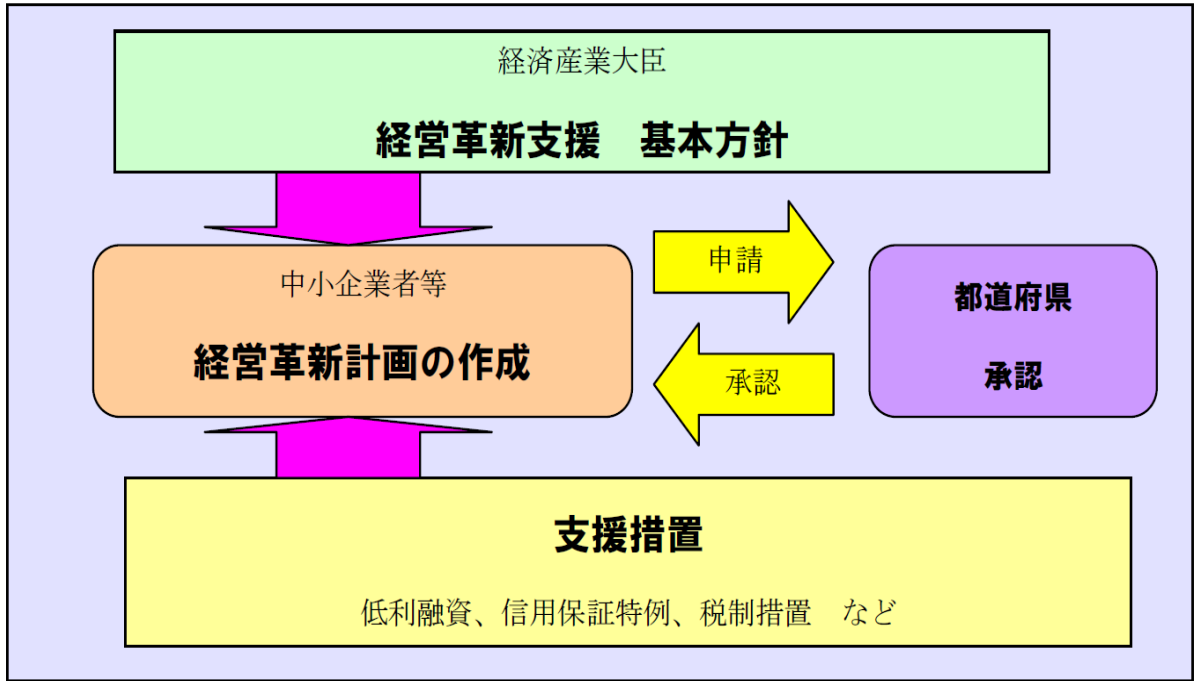 経済産業大臣
経営革新支援　基本方針
中小企業者等
経営革新計画の作成
申請
承認
都道府県
承認
支援措置
低利融資、信用保証特例、税制措置　など